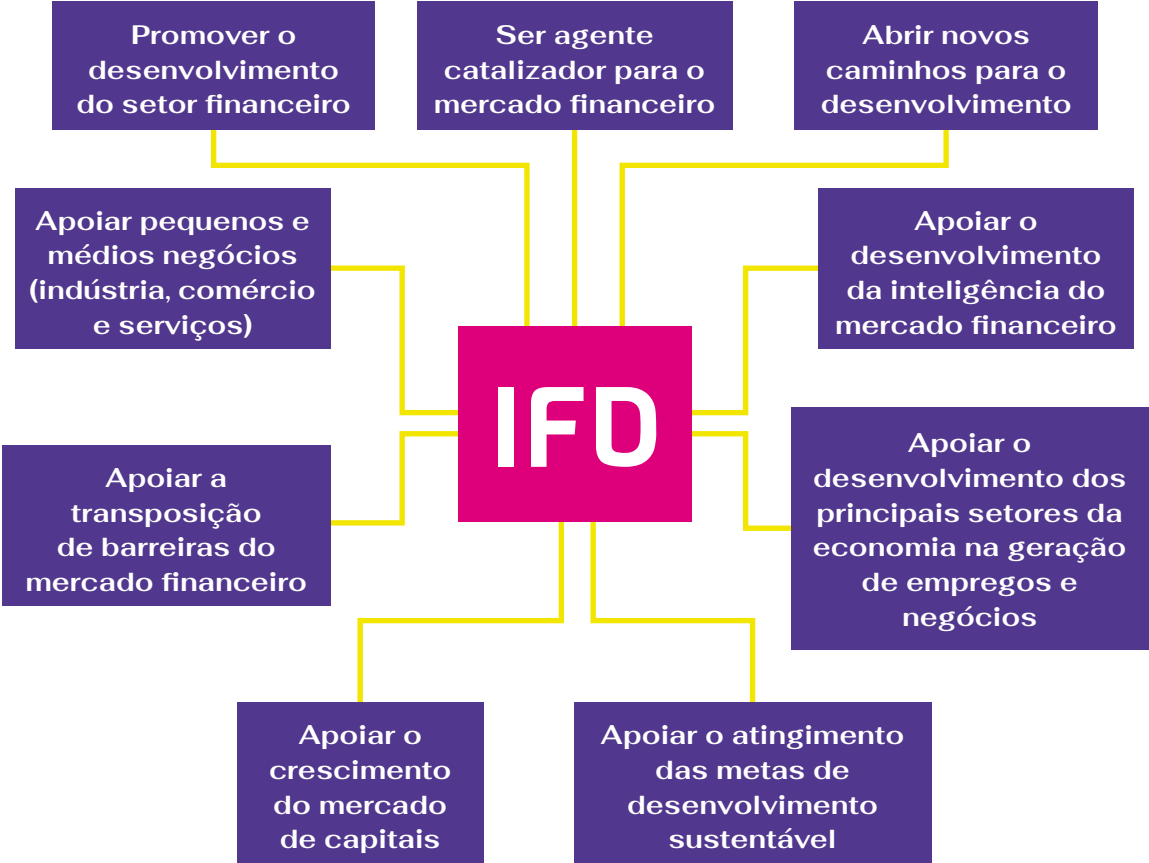 Promover o
desenvolvimento
do setor financeiro
Ser agente
catalizador para o
mercado financeiro
Abrir novos
caminhos para o
desenvolvimento
Apoiar pequenos e
médios negócios
(indústria, comércio
e serviços)
Apoiar o
desenvolvimento
da inteligência do
mercado financeiro
IFD
Apoiar a
transposição
de barreiras do
mercado financeiro
Apoiar o
desenvolvimento dos
principais setores da
economia na geração
de empregos e
negócios
Apoiar o
crescimento
do mercado
de capitais
Apoiar o atingimento
das metas de
desenvolvimento
sustentável